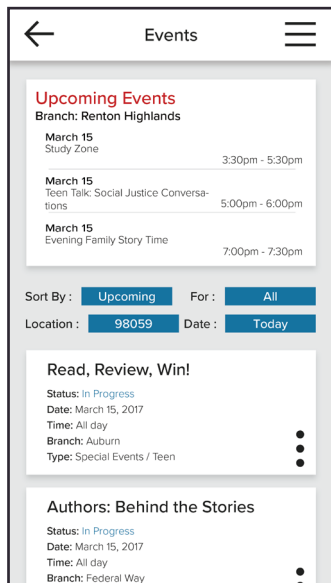 Events
Upcoming Events
Branch: Renton Highlands
March 15
Study Zone
3:30pm - 5:30pm
March 15
Teen Talk: Social Justice Conversa-
tions
5:00pm - 6:00pm
March 15
Evening Family Story Time
7:00pm - 7:30pm
Sort By : Upcoming For : All
Location : 98059 Date : Today
Read, Review, Win!
Status: In Progress
Date: March 15, 2017
Time: All day
Branch: Auburn
Type: Special Events / Teen
Authors: Behind the Stories
Status: In Progress
Date: March 15, 2017
Time: All day
Branch: Federal Way